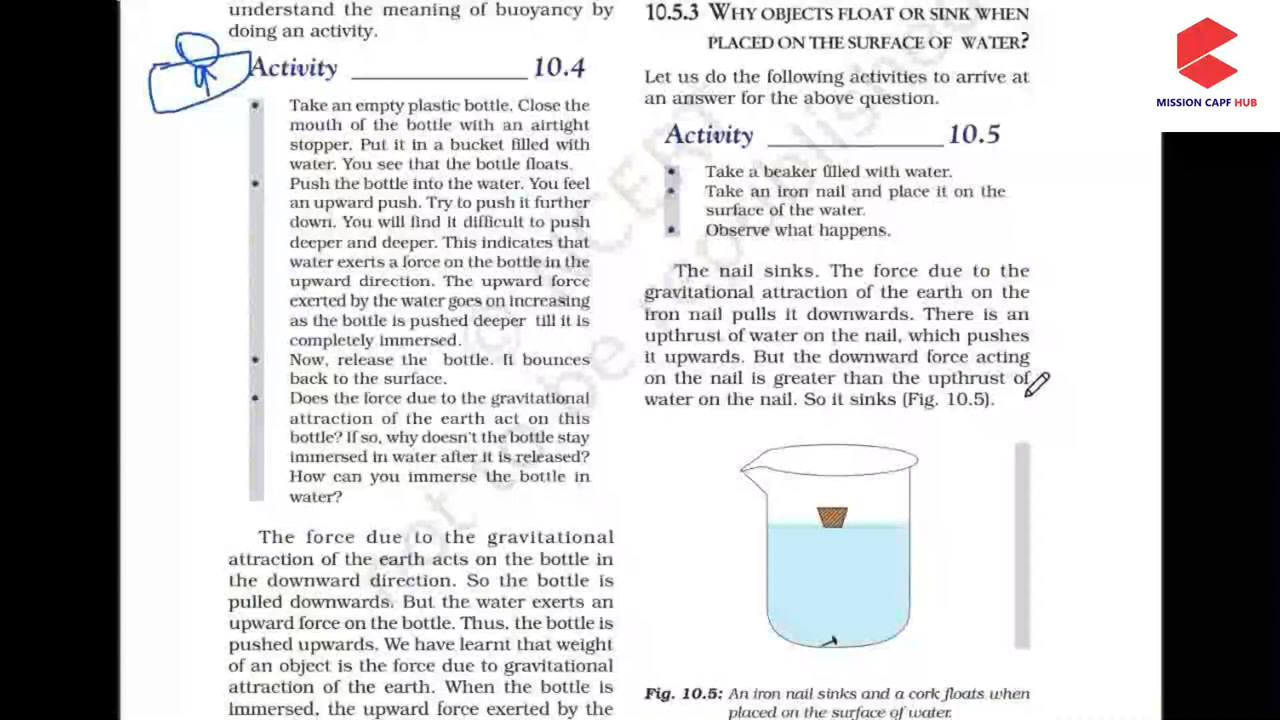 understand the meaning of buoyancy by
doing an activity.
Activity 10.4
• Take an empty plastic bottle. Close the
mouth of the bottle with an airtight
stopper. Put it in a bucket filled with
water. You see that the bottle floats.
• Push the bottle into the water. You feel
an upward push. Try to push it further
down. You will find it difficult to push
deeper and deeper. This indicates that
water exerts a force on the bottle in the
upward direction. The upward force
exerted by the water goes on increasing
as the bottle is pushed deeper till it is
completely immersed.
• Now, release the bottle. It bounces
back to the surface.
• Does the force due to the gravitational
attraction of the earth act on this
bottle? If so, why doesn't the bottle stay
immersed in water after it is released?
How can you immerse the bottle in
water?
The force due to the gravitational
attraction of the earth acts on the bottle in
the downward direction. So the bottle is
pulled downwards. But the water exerts an
upward force on the bottle. Thus, the bottle is
pushed upwards. We have learnt that weight
of an object is the force due to gravitational
attraction of the earth. When the bottle is
immersed, the upward force exerted by the
10.5.3 WHY OBJECTS FLOAT OR SINK WHEN
PLACED ON THE SURFACE OF WATER?
Let us do the following activities to arrive at
an answer for the above question.
Activity 10.5
• Take a beaker filled with water.
• Take an iron nail and place it on the
surface of the water.
• Observe what happens.
The nail sinks. The force due to the
gravitational attraction of the earth on the
iron nail pulls it downwards. There is an
upthrust of water on the nail, which pushes
it upwards. But the downward force acting
on the nail is greater than the upthrust of
water on the nail. So it sinks (Fig. 10.5).
Fig. 10.5: An iron nail sinks and a cork floats when
placed on the surface of water.
MISSION CAPF HUB
© NCERT
not to be republished